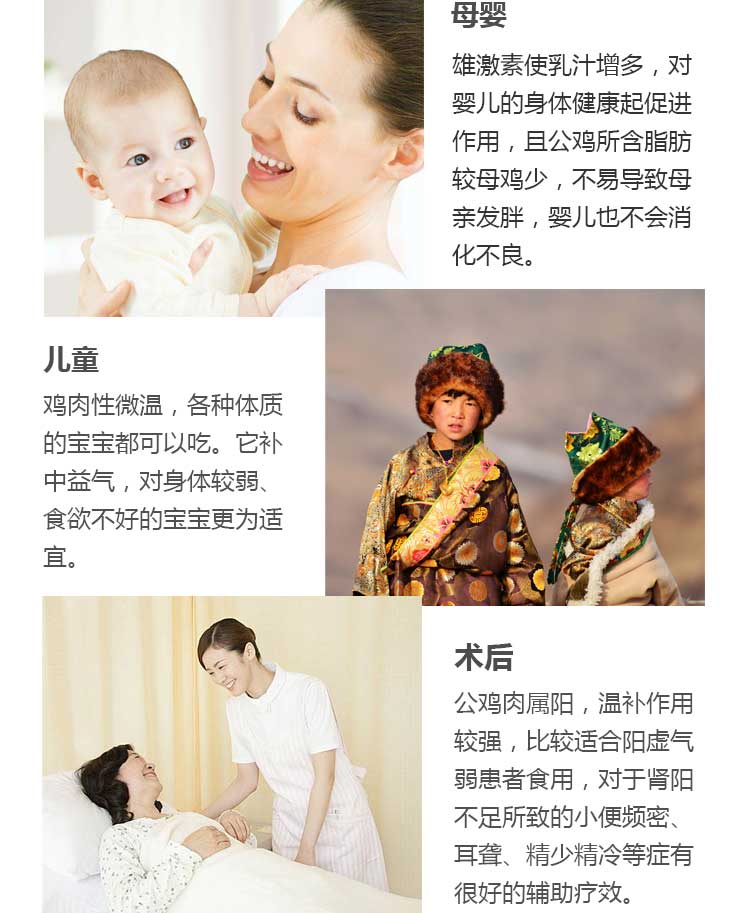 母婴
雄激素使乳汁增多，对
婴儿的身体健康起促进
作用，且公鸡所含脂肪
较母鸡少，不易导致母
亲发胖，婴儿也不会消
化不良。
儿童
鸡肉性微温，各种体质
的宝宝都可以吃。它补
中益气，对身体较弱、
食欲不好的宝宝更为适
宜。
术后
公鸡肉属阳，温补作用
较强，比较适合阳虚气
弱患者食用，对于肾阳
不足所致的小便频密、
耳聋、精少精冷等症有
很好的辅助疗效。